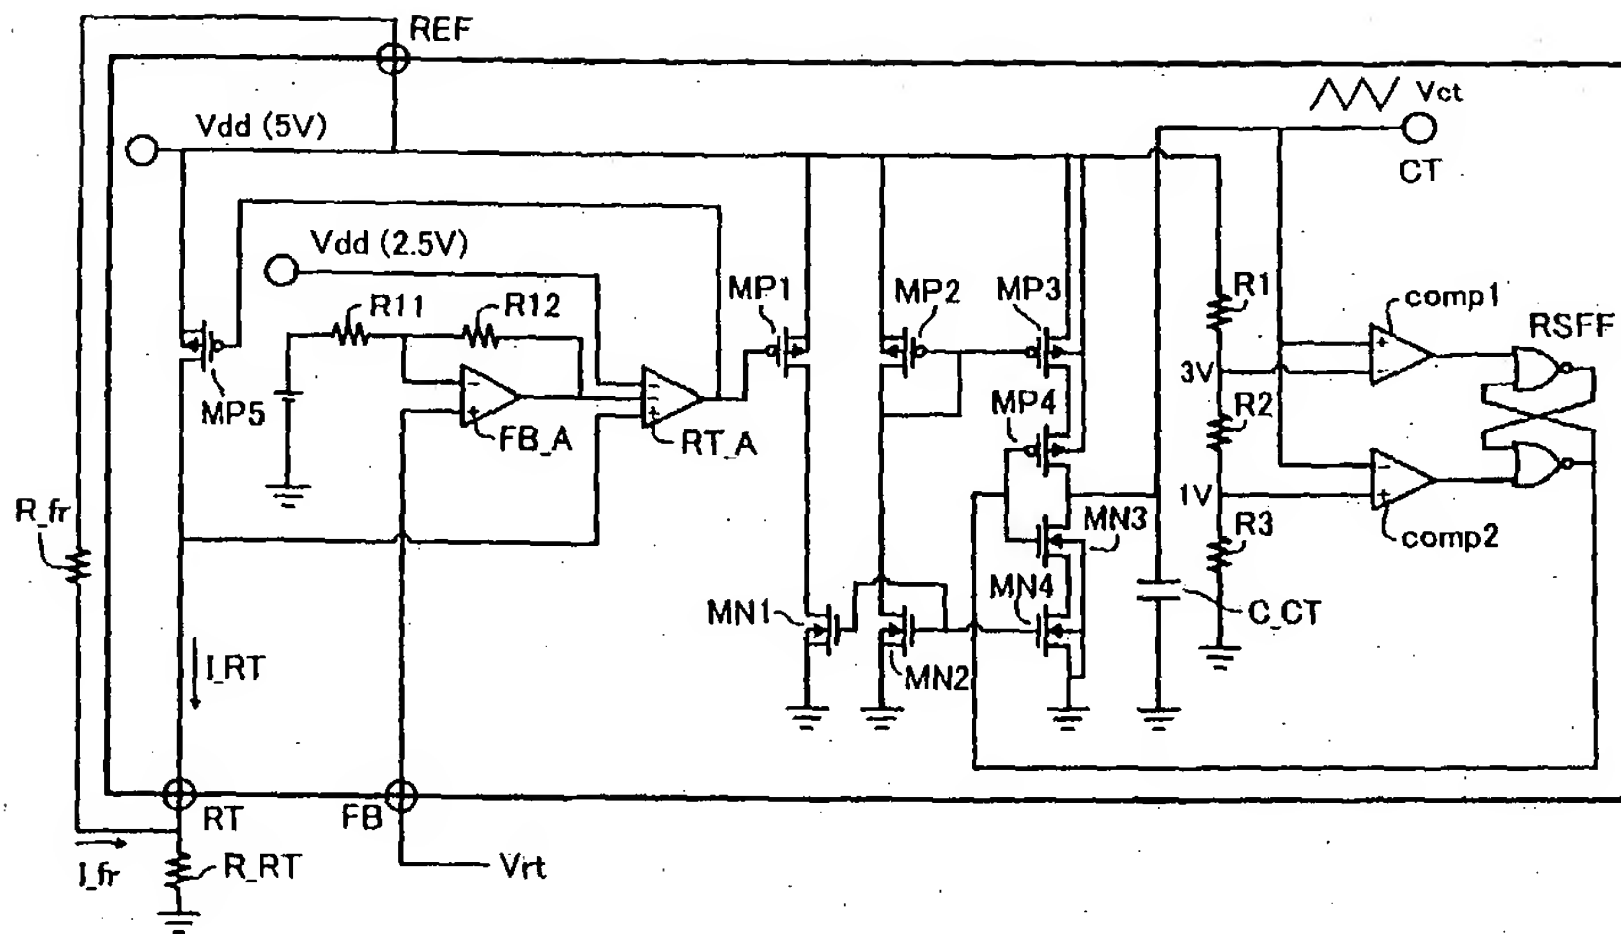 REF
Vct
Vdd (5V)
CT
Vdd (2.5V)
R11
R12
MP1
MP2
MP3
R1
comp1
RSFF
3V
MP5
MP4
R2
FB_A
RT_A
1V
R_fr
MN3
R3
comp2
MN1
MN4
C_CT
I_RT
MN2
RT
FB
I_fr
R_RT
Vrt